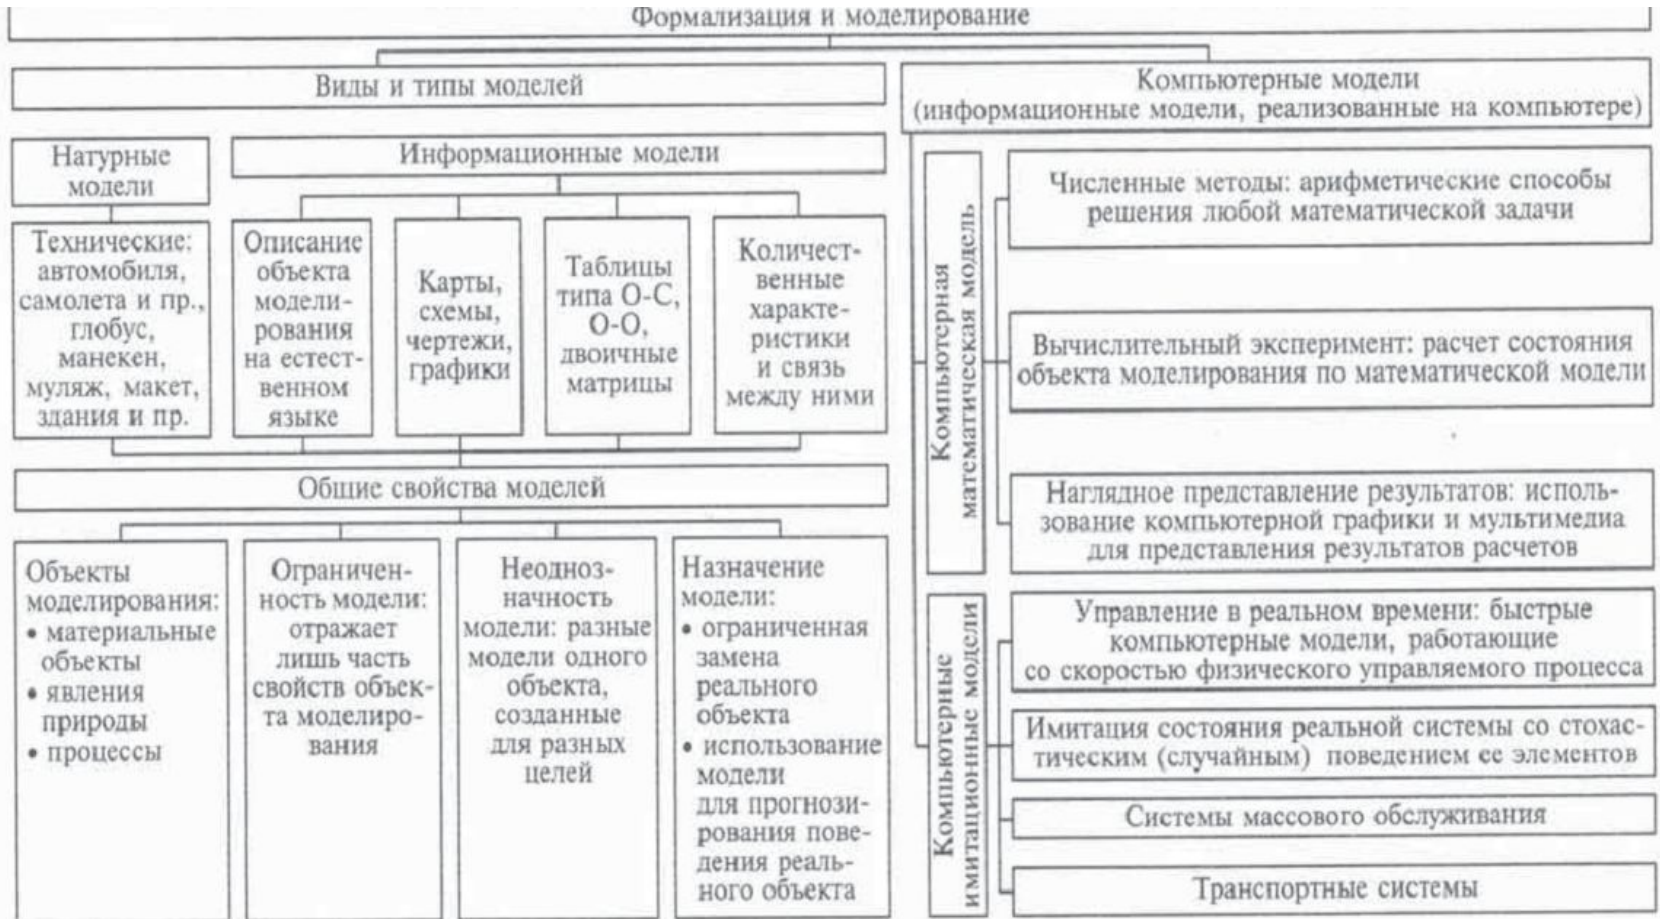 Формализация и моделирование
Виды и типы моделей
Натурные
модели
Информационные модели
Технические:
автомобиля,
самолета и пр.,
глобус,
манекен,
муляж, макет,
здания и пр.
Описание
объекта
модели-
рования
на естест-
венном
языке
Карты,
схемы,
чертежи,
графики
Таблицы
типа О-С,
О-О,
двоичные
матрицы
Количест-
венные
характе-
ристики
и связь
между ними
Общие свойства моделей
Объекты
моделирования:
• материальные
объекты
• явления
природы
• процессы
Ограничен-
ность модели:
отражает
лишь часть
свойств объек-
та моделиро-
вания
Неодноз-
начность
модели: разные
модели одного
объекта,
созданные
для разных
целей
Назначение
модели:
• ограниченная
замена
реального
объекта
• использование
модели
для прогнози-
рования пове-
дения реаль-
ного объекта
Компьютерные модели
(информационные модели, реализованные на компьютере)
Компьютерная
математическая модель
Численные методы: арифметические способы
решения любой математической задачи
Вычислительный эксперимент: расчет состояния
объекта моделирования по математической модели
Наглядное представление результатов: исполь-
зование компьютерной графики и мультимедиа
для представления результатов расчетов
Компьютерные
имитационные модели
Управление в реальном времени: быстрые
компьютерные модели, работающие
со скоростью физического управляемого процесса
Имитация состояния реальной системы со стохас-
тическим (случайным) поведением ее элементов
Системы массового обслуживания
Транспортные системы